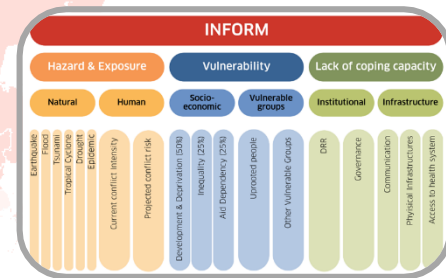 INFORM
Hazard & Exposure
Vulnerability
Lack of coping capacity
Natural
Human
Socio-
economic
Vulnerable
groups
Institutional
Infrastructure
Earthquake
Flood
Tsunami
Tropical Cyclone
Drought
Epidemic
Current conflict intensity
Projected conflict risk
Development & Deprivation (50%)
Inequality (25%)
Aid Dependency (25%)
Uprooted people
Other Vulnerable Groups
DRR
Governance
Communication
Physical Infrastructures
Access to health system